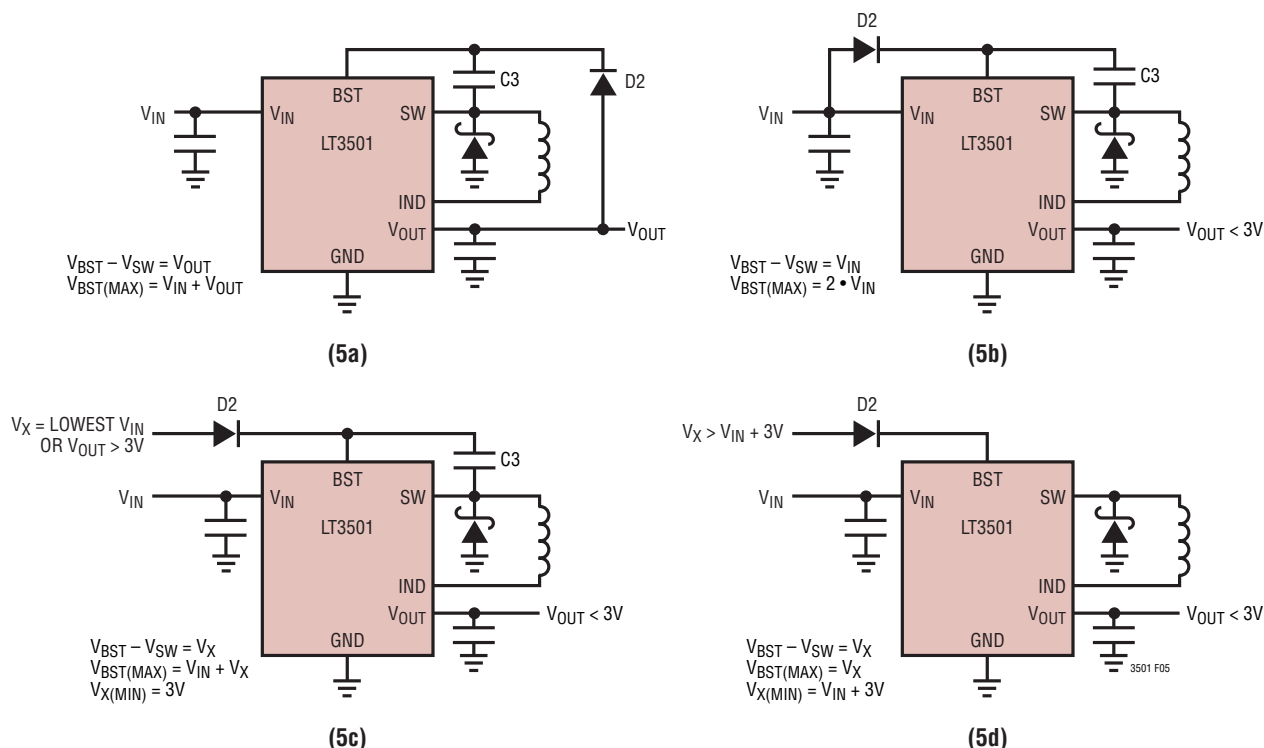 BST
C3
D2
V_IN
V_IN
SW
LT3501
IND
V_OUT
V_OUT
GND
V_BST – V_SW = V_OUT
V_BST(MAX) = V_IN + V_OUT
(5a)
D2
BST
C3
V_IN
V_IN
SW
LT3501
IND
V_OUT
V_OUT < 3V
GND
V_BST – V_SW = V_IN
V_BST(MAX) = 2 • V_IN
(5b)
D2
V_X = LOWEST V_IN
OR V_OUT > 3V
C3
BST
V_IN
V_IN
SW
LT3501
IND
V_OUT
V_OUT < 3V
GND
V_BST – V_SW = V_X
V_BST(MAX) = V_IN + V_X
V_X(MIN) = 3V
(5c)
D2
V_X > V_IN + 3V
BST
V_IN
V_IN
SW
LT3501
IND
V_OUT
V_OUT < 3V
GND
V_BST – V_SW = V_X
V_BST(MAX) = V_X
V_X(MIN) = V_IN + 3V
3501 F05
(5d)